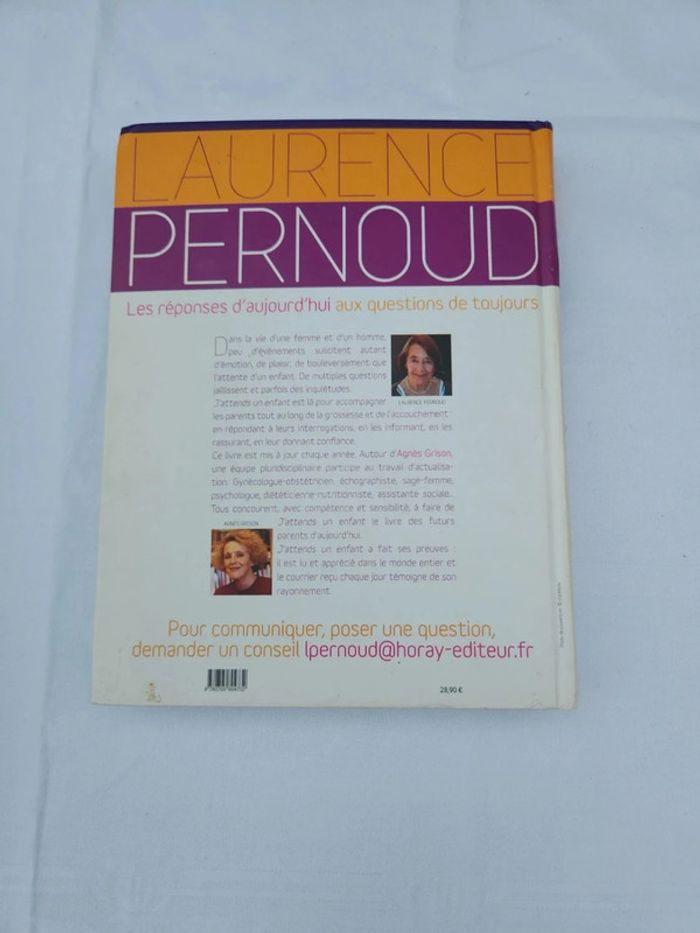 LAURENCE
PERNOUD
Les réponses d'aujourd'hui aux questions de toujours
Dans la vie d'une femme et d'un homme,
peu d'évènements suscitent autant
d'émotion, de plaisir, de bouleversement que
l'attente d'un enfant. De multiples questions
jaillissent et parfois des inquiétudes.
J'attends un enfant est là pour accompagner
les parents tout au long de la grossesse et de l'accouchement :
en répondant à leurs interrogations, en les informant, en les
rassurant, en leur donnant confiance.
LAURENCE PERNOUD
Ce livre est mis à jour chaque année. Autour d'Agnès Grison,
une équipe pluridisciplinaire participe au travail d'actualisa-
tion. Gynécologue-obstétricien, échographiste, sage-femme,
psychologue, diététicienne-nutritionniste, assistante sociale...
Tous concourent, avec compétence et sensibilité, à faire de
J'attends un enfant le livre des futurs
parents d'aujourd'hui.
J'attends un enfant a fait ses preuves :
il est lu et apprécié dans le monde entier et
le courrier reçu chaque jour témoigne de son
rayonnement.
AGNÈS GRISON
Pour communiquer, poser une question,
demander un conseil lpernoud@horay-editeur.fr
28,90 €